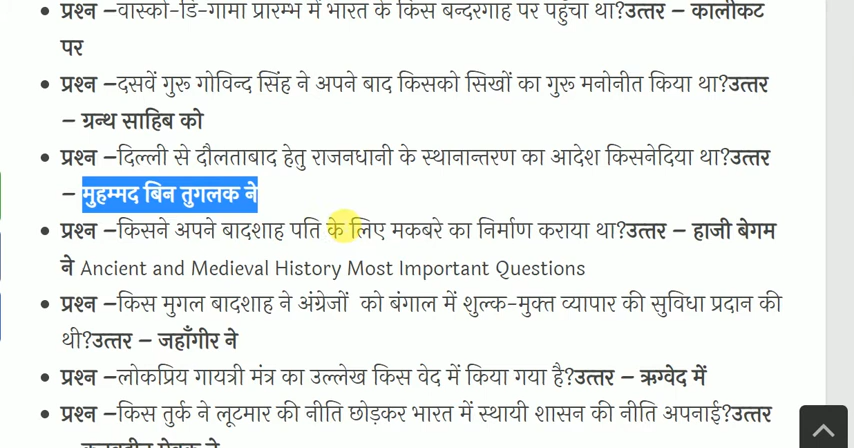 प्रश्न –वास्को-डि-गामा प्रारम्भ में भारत के किस बन्दरगाह पर पहुँचा था?उत्तर – कालीकट
पर
प्रश्न –दसवें गुरू गोविन्द सिंह ने अपने बाद किसको सिखों का गुरू मनोनीत किया था?उत्तर
– ग्रन्थ साहिब को
प्रश्न –दिल्ली से दौलताबाद हेतु राजनधानी के स्थानान्तरण का आदेश किसनेदिया था?उत्तर
– मुहम्मद बिन तुगलक ने
प्रश्न –किसने अपने बादशाह पति के लिए मकबरे का निर्माण कराया था?उत्तर – हाजी बेगम
ने Ancient and Medieval History Most Important Questions
प्रश्न –किस मुगल बादशाह ने अंग्रेजों को बंगाल में शुल्क-मुक्त व्यापार की सुविधा प्रदान की
थी?उत्तर – जहाँगीर ने
प्रश्न –लोकप्रिय गायत्री मंत्र का उल्लेख किस वेद में किया गया है?उत्तर – ऋग्वेद में
प्रश्न –किस तुर्क ने लूटमार की नीति छोड़कर भारत में स्थायी शासन की नीति अपनाई?उत्तर